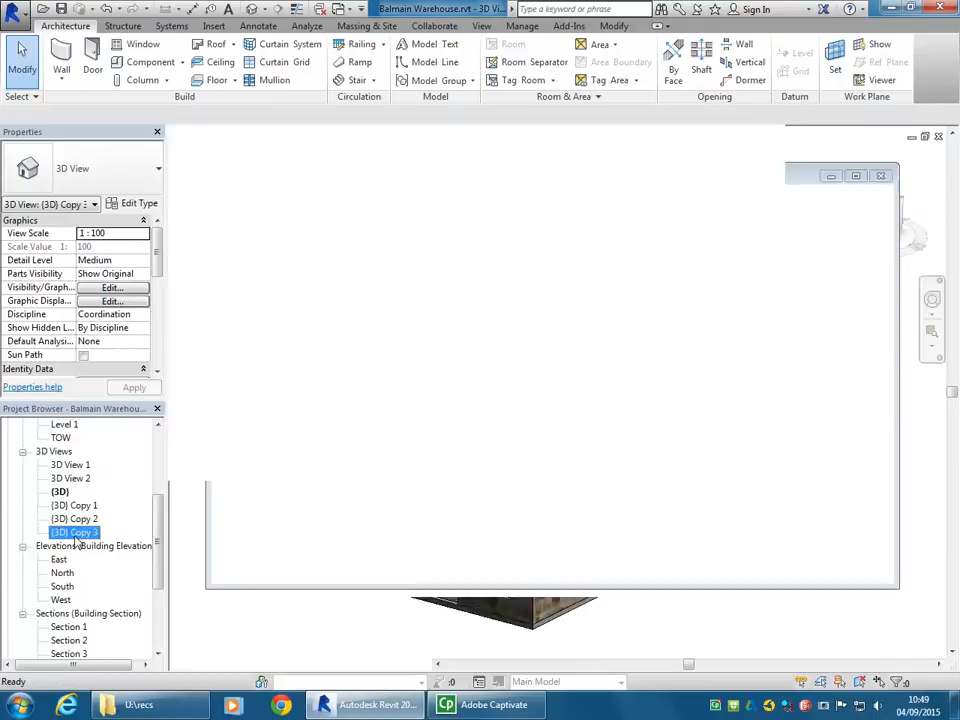 Balmain Warehouse.rvt - 3D Vi...
Type a keyword or phrase
Sign In
Architecture Structure Systems Insert Annotate Analyze Massing & Site Collaborate View Manage Add-Ins Modify
Modify
Wall
Door
Window
Component
Column
Roof
Ceiling
Floor
Curtain System
Curtain Grid
Mullion
Railing
Ramp
Stair
Model Text
Model Line
Model Group
Room
Room Separator
Tag Room
Area
Area Boundary
Tag Area
By Face
Shaft
Wall
Vertical
Dormer
Level
Grid
Set
Show
Ref Plane
Viewer
Select Build Circulation Model Room & Area Opening Datum Work Plane
Properties
3D View
3D View: {3D} Copy 3 Edit Type
Graphics
View Scale 1 : 100
Scale Value 1: 100
Detail Level Medium
Parts Visibility Show Original
Visibility/Graph... Edit...
Graphic Displa... Edit...
Discipline Coordination
Show Hidden L... By Discipline
Default Analysi... None
Sun Path
Identity Data
Properties help Apply
Project Browser - Balmain Warehou...
Level 1
TOW
3D Views
3D View 1
3D View 2
{3D}
{3D} Copy 1
{3D} Copy 2
{3D} Copy 3
Elevations (Building Elevation
East
North
South
West
Sections (Building Section)
Section 1
Section 2
Section 3
Ready
:0
Main Model
:0
U:\recs
Autodesk Revit 20...
Adobe Captivate
10:49
04/09/2015